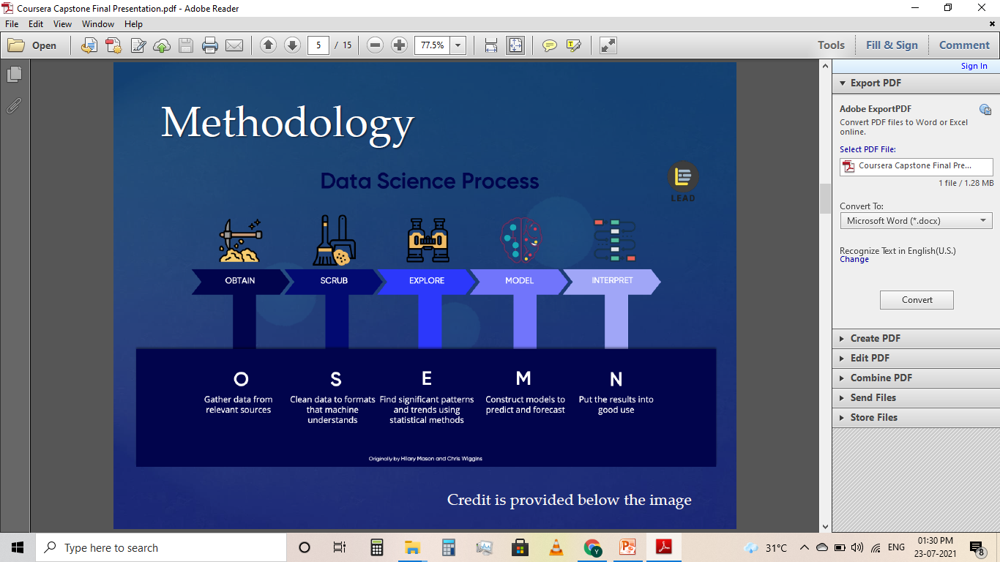 Coursera Capstone Final Presentation.pdf - Adobe Reader
File Edit View Window Help
Open 5 / 15 77.5% Tools Fill & Sign Comment
Sign In
Methodology
Data Science Process
LEAD
OBTAIN SCRUB EXPLORE MODEL INTERPRET
O S E M N
Gather data from
relevant sources
Clean data to formats
that machine
understands
Find significant patterns
and trends using
statistical methods
Construct models to
predict and forecast
Put the results into
good use
Originally by Hilary Mason and Chris Wiggins
Credit is provided below the image
Export PDF
Adobe ExportPDF
Convert PDF files to Word or Excel
online.
Select PDF File:
Coursera Capstone Final Pre...
1 file / 1.28 MB
Convert To:
Microsoft Word (*.docx)
Recognize Text in English(U.S.)
Change
Convert
Create PDF
Edit PDF
Combine PDF
Send Files
Store Files
Type here to search
31°C ENG 01:30 PM
23-07-2021
8